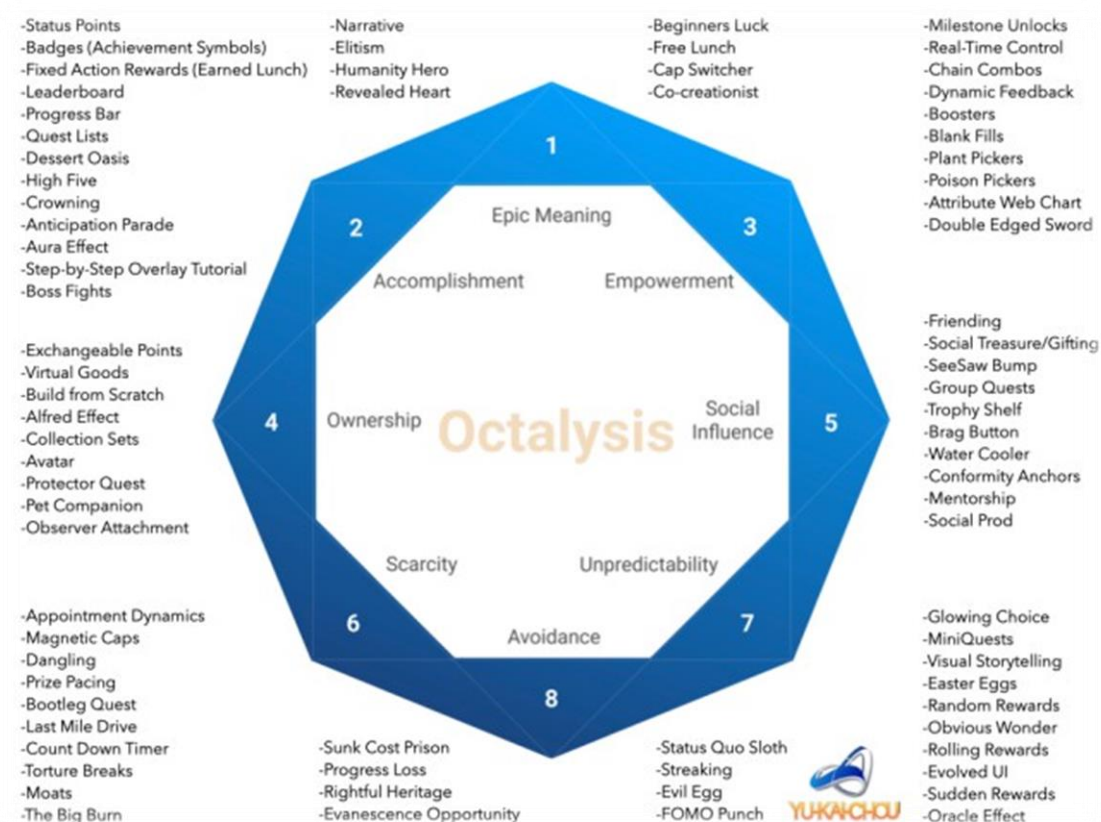 -Status Points
-Badges (Achievement Symbols)
-Fixed Action Rewards (Earned Lunch)
-Leaderboard
-Progress Bar
-Quest Lists
-Dessert Oasis
-High Five
-Crowning
-Anticipation Parade
-Aura Effect
-Step-by-Step Overlay Tutorial
-Boss Fights
-Narrative
-Elitism
-Humanity Hero
-Revealed Heart
-Beginners Luck
-Free Lunch
-Cap Switcher
-Co-creationist
-Milestone Unlocks
-Real-Time Control
-Chain Combos
-Dynamic Feedback
-Boosters
-Blank Fills
-Plant Pickers
-Poison Pickers
-Attribute Web Chart
-Double Edged Sword
1
Epic Meaning
2
Accomplishment
3
Empowerment
-Exchangeable Points
-Virtual Goods
-Build from Scratch
-Alfred Effect
-Collection Sets
-Avatar
-Protector Quest
-Pet Companion
-Observer Attachment
4
Ownership
Octalysis
Social
Influence
5
-Friending
-Social Treasure/Gifting
-SeeSaw Bump
-Group Quests
-Trophy Shelf
-Brag Button
-Water Cooler
-Conformity Anchors
-Mentorship
-Social Prod
Scarcity
6
Unpredictability
7
Avoidance
8
-Appointment Dynamics
-Magnetic Caps
-Dangling
-Prize Pacing
-Bootleg Quest
-Last Mile Drive
-Count Down Timer
-Torture Breaks
-Moats
-The Big Burn
-Sunk Cost Prison
-Progress Loss
-Rightful Heritage
-Evanescence Opportunity
-Status Quo Sloth
-Streaking
-Evil Egg
-FOMO Punch
YU-KAI-CHOU
-Glowing Choice
-MiniQuests
-Visual Storytelling
-Easter Eggs
-Random Rewards
-Obvious Wonder
-Rolling Rewards
-Evolved UI
-Sudden Rewards
-Oracle Effect